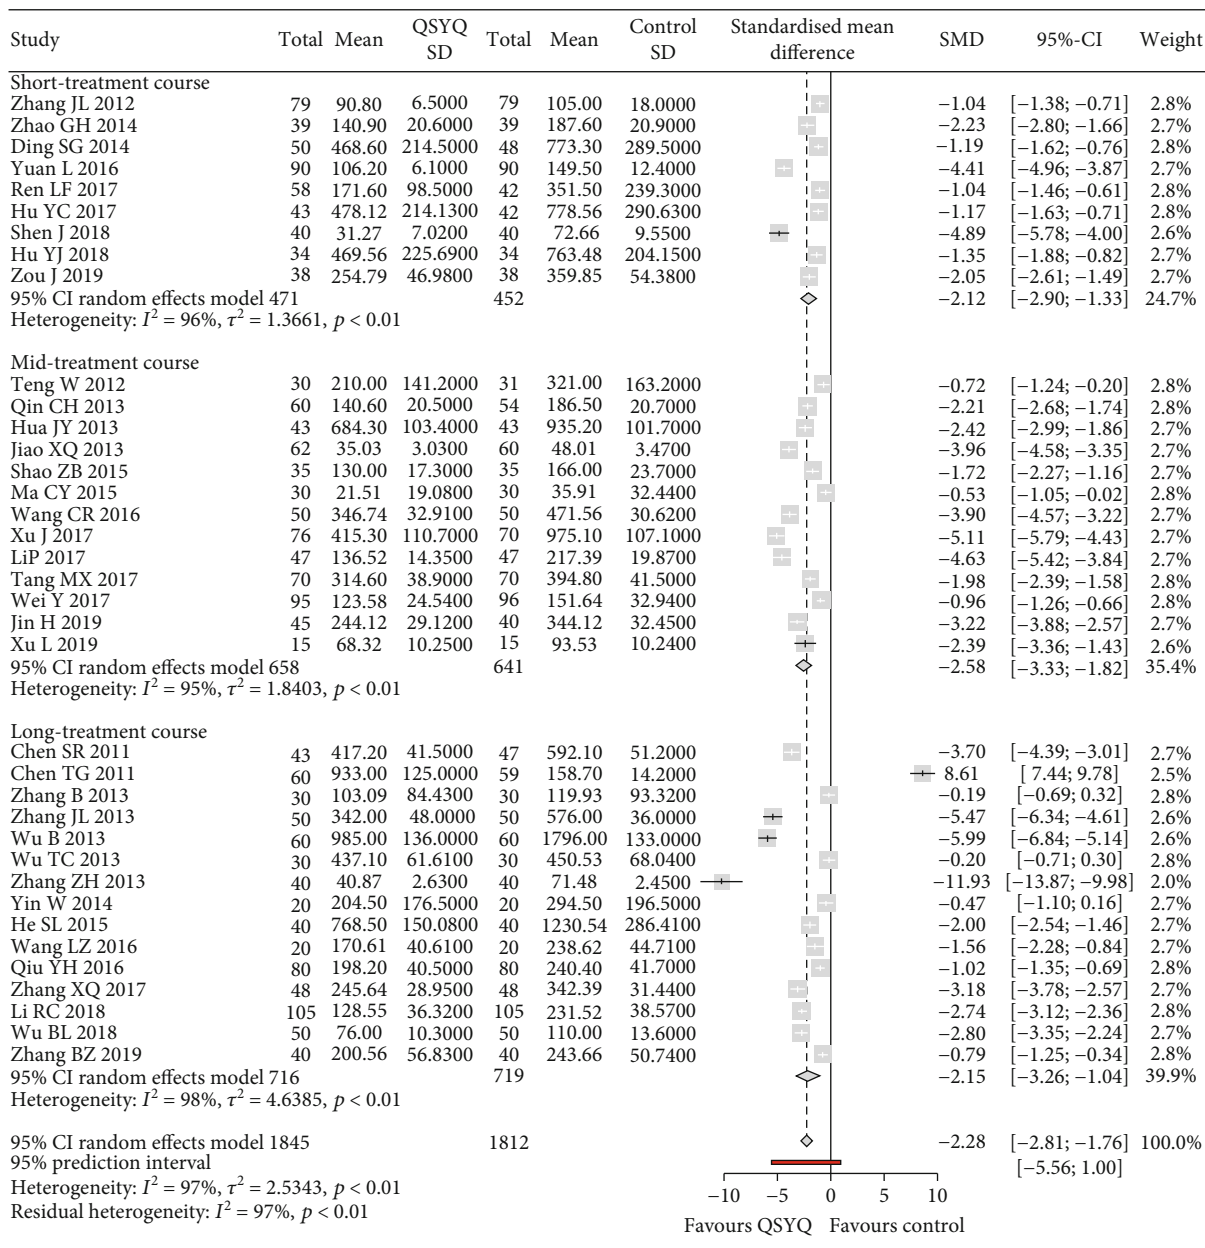 Study Total Mean QSYQ SD Total Mean Control SD Standardised mean difference SMD 95%-CI Weight
Short-treatment course
Zhang JL 2012 79 90.80 6.5000 79 105.00 18.0000 −1.04 [−1.38; −0.71] 2.8%
Zhao GH 2014 39 140.90 20.6000 39 187.60 20.9000 −2.23 [−2.80; −1.66] 2.7%
Ding SG 2014 50 468.60 214.5000 48 773.30 289.5000 −1.19 [−1.62; −0.76] 2.8%
Yuan L 2016 90 106.20 6.1000 90 149.50 12.4000 −4.41 [−4.96; −3.87] 2.7%
Ren LF 2017 58 171.60 98.5000 42 351.50 239.3000 −1.04 [−1.46; −0.61] 2.8%
Hu YC 2017 43 478.12 214.1300 42 778.56 290.6300 −1.17 [−1.63; −0.71] 2.8%
Shen J 2018 40 31.27 7.0200 40 72.66 9.5500 −4.89 [−5.78; −4.00] 2.6%
Hu YJ 2018 34 469.56 225.6900 34 763.48 204.1500 −1.35 [−1.88; −0.82] 2.7%
Zou J 2019 38 254.79 46.9800 38 359.85 54.3800 −2.05 [−2.61; −1.49] 2.7%
95% CI random effects model 471 452 −2.12 [−2.90; −1.33] 24.7%
Heterogeneity: I² = 96%, τ² = 1.3661, p < 0.01
Mid-treatment course
Teng W 2012 30 210.00 141.2000 31 321.00 163.2000 −0.72 [−1.24; −0.20] 2.8%
Qin CH 2013 60 140.60 20.5000 54 186.50 20.7000 −2.21 [−2.68; −1.74] 2.8%
Hua JY 2013 43 684.30 103.4000 43 935.20 101.7000 −2.42 [−2.99; −1.86] 2.7%
Jiao XQ 2013 62 35.03 3.0300 60 48.01 3.4700 −3.96 [−4.58; −3.35] 2.7%
Shao ZB 2015 35 130.00 17.3000 35 166.00 23.7000 −1.72 [−2.27; −1.16] 2.7%
Ma CY 2015 30 21.51 19.0800 30 35.91 32.4400 −0.53 [−1.05; −0.02] 2.8%
Wang CR 2016 50 346.74 32.9100 50 471.56 30.6200 −3.90 [−4.57; −3.22] 2.7%
Xu J 2017 76 415.30 110.7000 70 975.10 107.1000 −5.11 [−5.79; −4.43] 2.7%
LiP 2017 47 136.52 14.3500 47 217.39 19.8700 −4.63 [−5.42; −3.84] 2.7%
Tang MX 2017 70 314.60 38.9000 70 394.80 41.5000 −1.98 [−2.39; −1.58] 2.8%
Wei Y 2017 95 123.58 24.5400 96 151.64 32.9400 −0.96 [−1.26; −0.66] 2.8%
Jin H 2019 45 244.12 29.1200 40 344.12 32.4500 −3.22 [−3.88; −2.57] 2.7%
Xu L 2019 15 68.32 10.2500 15 93.53 10.2400 −2.39 [−3.36; −1.43] 2.7%
95% CI random effects model 658 641 −2.58 [−3.33; −1.82] 35.4%
Heterogeneity: I² = 95%, τ² = 1.8403, p < 0.01
Long-treatment course
Chen SR 2011 43 417.20 41.5000 47 592.10 51.2000 −3.70 [−4.39; −3.01] 2.7%
Chen TG 2011 60 933.00 125.0000 59 158.70 14.2000 8.61 [ 7.44; 9.78] 2.5%
Zhang B 2013 30 103.09 84.4300 30 119.93 93.3200 −0.19 [−0.69; 0.32] 2.8%
Zhang JL 2013 50 342.00 48.0000 50 576.00 36.0000 −5.47 [−6.34; −4.61] 2.6%
Wu B 2013 60 985.00 136.0000 60 1796.00 133.0000 −5.99 [−6.84; −5.14] 2.6%
Wu TC 2013 30 437.10 61.6100 30 450.53 68.0400 −0.20 [−0.71; 0.30] 2.8%
Zhang ZH 2013 40 40.87 2.6300 40 71.48 2.4500 −11.93 [−13.87; −9.98] 2.0%
Yin W 2014 20 204.50 176.5000 20 294.50 196.5000 −0.47 [−1.10; 0.16] 2.7%
He SL 2015 40 768.50 150.0800 40 1230.54 286.4100 −2.00 [−2.54; −1.46] 2.7%
Wang LZ 2016 20 170.61 40.6100 20 238.62 44.7100 −1.56 [−2.28; −0.84] 2.7%
Qiu YH 2016 80 198.20 40.5000 80 240.40 41.7000 −1.02 [−1.35; −0.69] 2.8%
Zhang XQ 2017 48 245.64 28.9500 48 342.39 31.4400 −3.18 [−3.78; −2.57] 2.7%
Li RC 2018 105 128.55 36.3200 105 231.52 38.5700 −2.74 [−3.12; −2.36] 2.8%
Wu BL 2018 50 76.00 10.3000 50 110.00 13.6000 −2.80 [−3.35; −2.24] 2.7%
Zhang BZ 2019 40 200.56 56.8300 40 243.66 50.7400 −0.79 [−1.25; −0.34] 2.8%
95% CI random effects model 716 719 −2.15 [−3.26; −1.04] 39.9%
Heterogeneity: I² = 98%, τ² = 4.6385, p < 0.01
95% CI random effects model 1845 1812 −2.28 [−2.81; −1.76] 100.0%
95% prediction interval [−5.56; 1.00]
Heterogeneity: I² = 97%, τ² = 2.5343, p < 0.01
Residual heterogeneity: I² = 97%, p < 0.01
−10 −5 0 5 10
Favours QSYQ Favours control